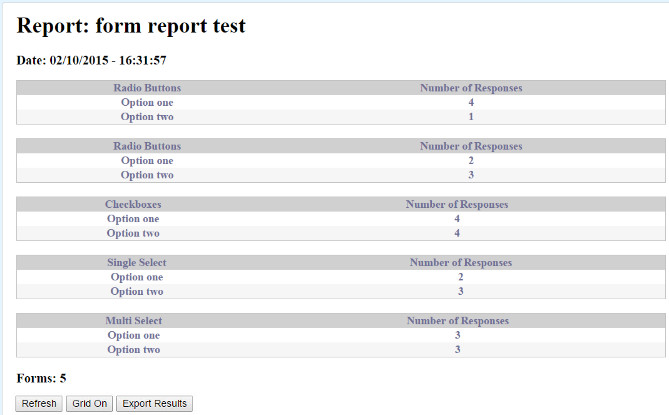 Report: form report test
Date: 02/10/2015 - 16:31:57
Radio Buttons Number of Responses
Option one 4
Option two 1
Radio Buttons Number of Responses
Option one 2
Option two 3
Checkboxes Number of Responses
Option one 4
Option two 4
Single Select Number of Responses
Option one 2
Option two 3
Multi Select Number of Responses
Option one 3
Option two 3
Forms: 5
Refresh Grid On Export Results